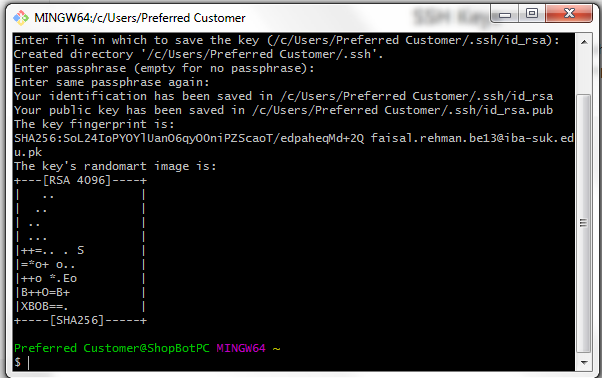 MINGW64:/c/Users/Preferred Customer
SSH Key
Enter file in which to save the key (/c/Users/Preferred Customer/.ssh/id_rsa):
Created directory '/c/Users/Preferred Customer/.ssh'.
Enter passphrase (empty for no passphrase):
Enter same passphrase again:
Your identification has been saved in /c/Users/Preferred Customer/.ssh/id_rsa
Your public key has been saved in /c/Users/Preferred Customer/.ssh/id_rsa.pub
The key fingerprint is:
SHA256:SoL24IoPYOYlUanO6qyOOniPZScaoT/edpaheqMd+2Q faisal.rehman.be13@iba-suk.ed
u.pk
The key's randomart image is:
+---[RSA 4096]----+
|   ..            |
|  ..             |
| ..              |
| ...             |
|++=.. . S        |
|=*o+ o..         |
|++o *.Eo         |
|B++O=B+          |
|XBOB==.          |
+----[SHA256]-----+
Preferred Customer@ShopBotPC MINGW64 ~
$